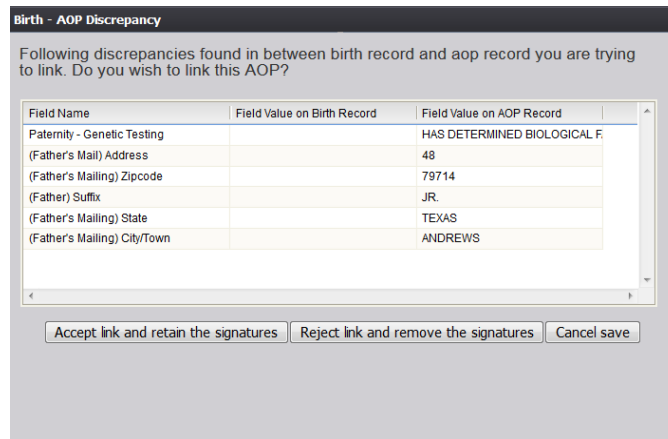 Birth - AOP Discrepancy
Following discrepancies found in between birth record and aop record you are trying
to link. Do you wish to link this AOP?
Field Name Field Value on Birth Record Field Value on AOP Record
Paternity - Genetic Testing HAS DETERMINED BIOLOGICAL F
(Father's Mail) Address 48
(Father's Mailing) Zipcode 79714
(Father) Suffix JR.
(Father's Mailing) State TEXAS
(Father's Mailing) City/Town ANDREWS
Accept link and retain the signatures Reject link and remove the signatures Cancel save